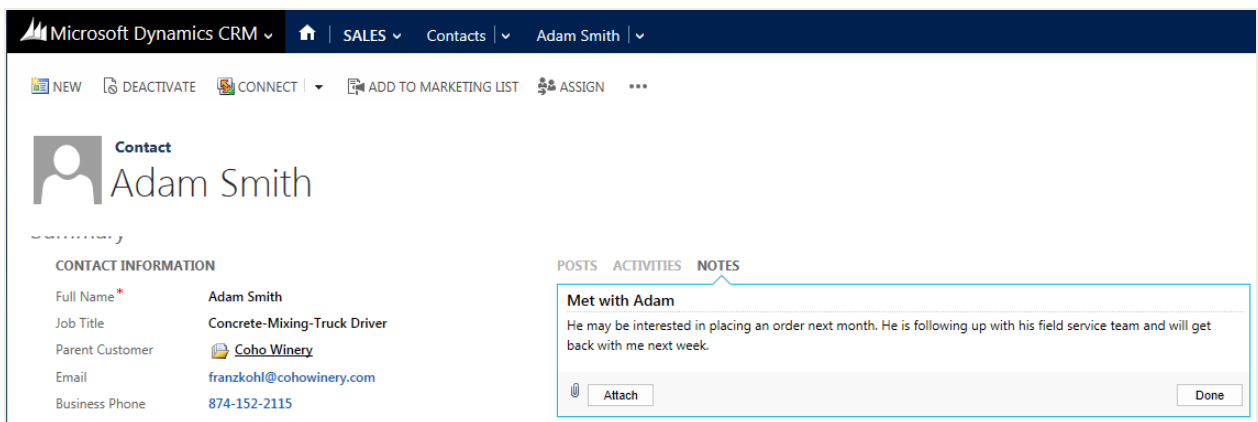 Microsoft Dynamics CRM SALES Contacts Adam Smith
NEW DEACTIVATE CONNECT ADD TO MARKETING LIST ASSIGN ...
Contact
Adam Smith
Summary
CONTACT INFORMATION
Full Name* Adam Smith
Job Title Concrete-Mixing-Truck Driver
Parent Customer Coho Winery
Email franzkohl@cohowinery.com
Business Phone 874-152-2115
POSTS ACTIVITIES NOTES
Met with Adam
He may be interested in placing an order next month. He is following up with his field service team and will get
back with me next week.
Attach Done